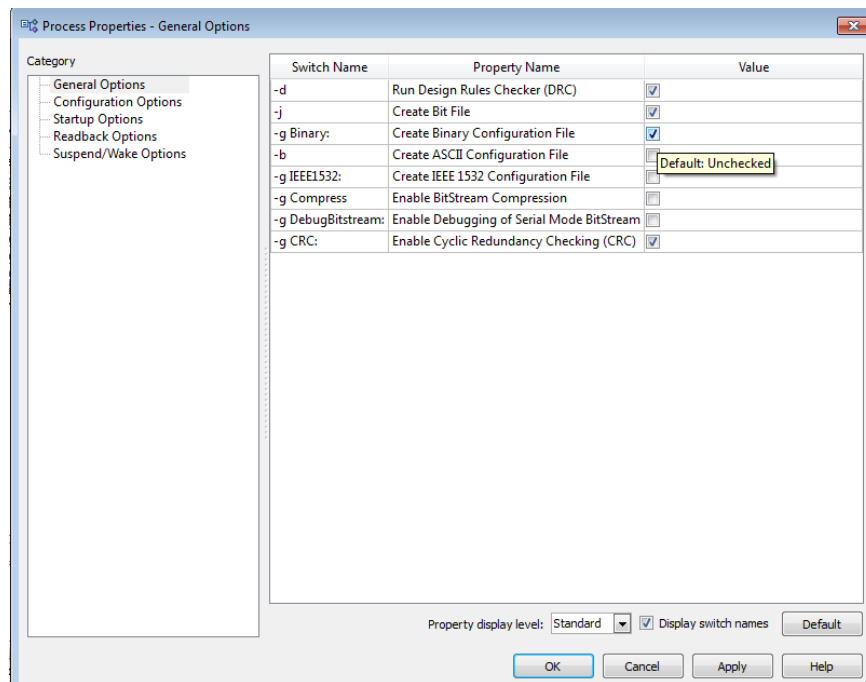 Process Properties - General Options
Category
General Options
Configuration Options
Startup Options
Readback Options
Suspend/Wake Options
Switch Name Property Name Value
-d Run Design Rules Checker (DRC)
-j Create Bit File
-g Binary: Create Binary Configuration File
-b Create ASCII Configuration File
Default: Unchecked
-g IEEE1532: Create IEEE 1532 Configuration File
-g Compress Enable BitStream Compression
-g DebugBitstream: Enable Debugging of Serial Mode BitStream
-g CRC: Enable Cyclic Redundancy Checking (CRC)
Property display level: Standard Display switch names Default
OK Cancel Apply Help